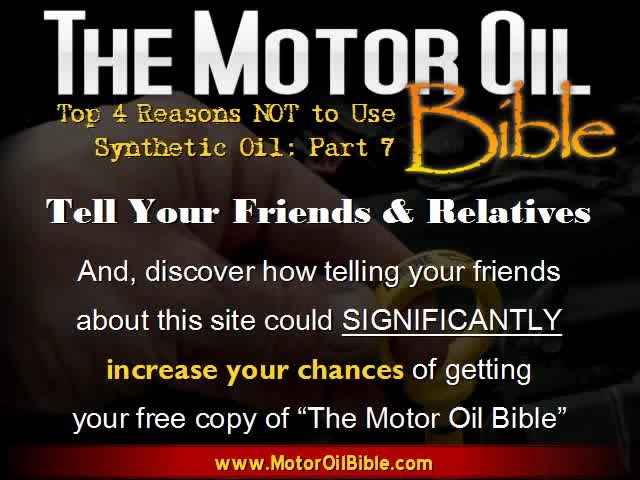 THE MOTOR OIL
Bible
Top 4 Reasons NOT to Use
Synthetic Oil: Part 7
Tell Your Friends & Relatives
And, discover how telling your friends
about this site could SIGNIFICANTLY
increase your chances of getting
your free copy of “The Motor Oil Bible”
www.MotorOilBible.com